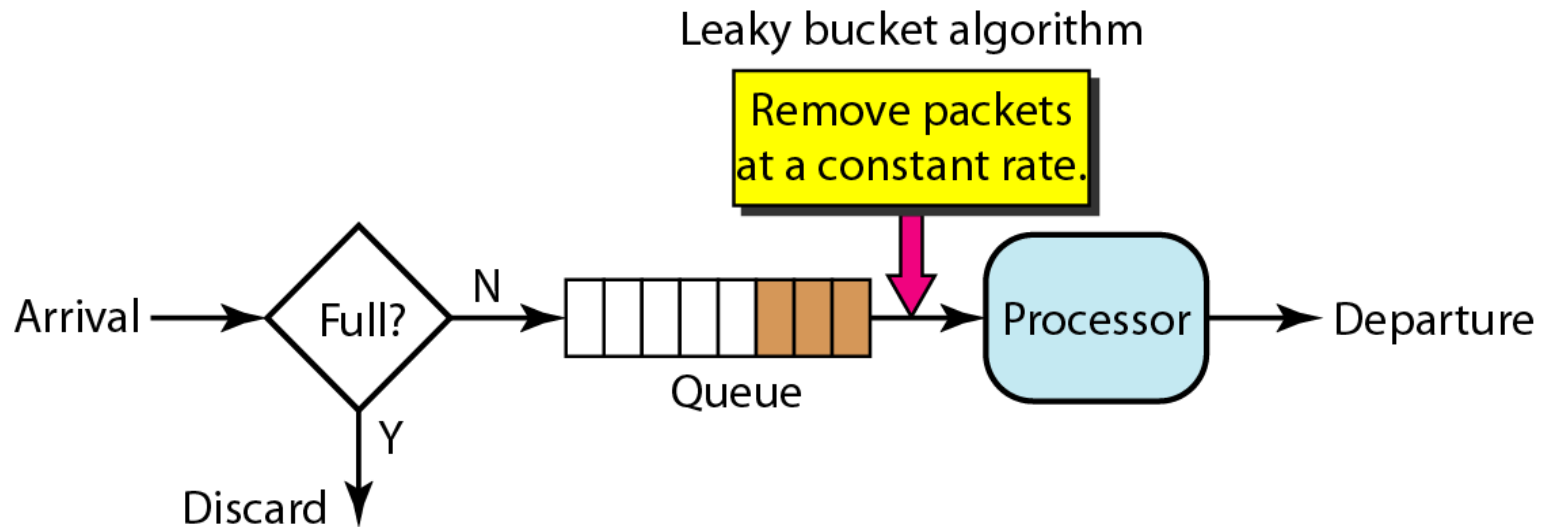 Leaky bucket algorithm
Remove packets
at a constant rate.
Arrival
Full?
N
Y
Discard
Queue
Processor
Departure